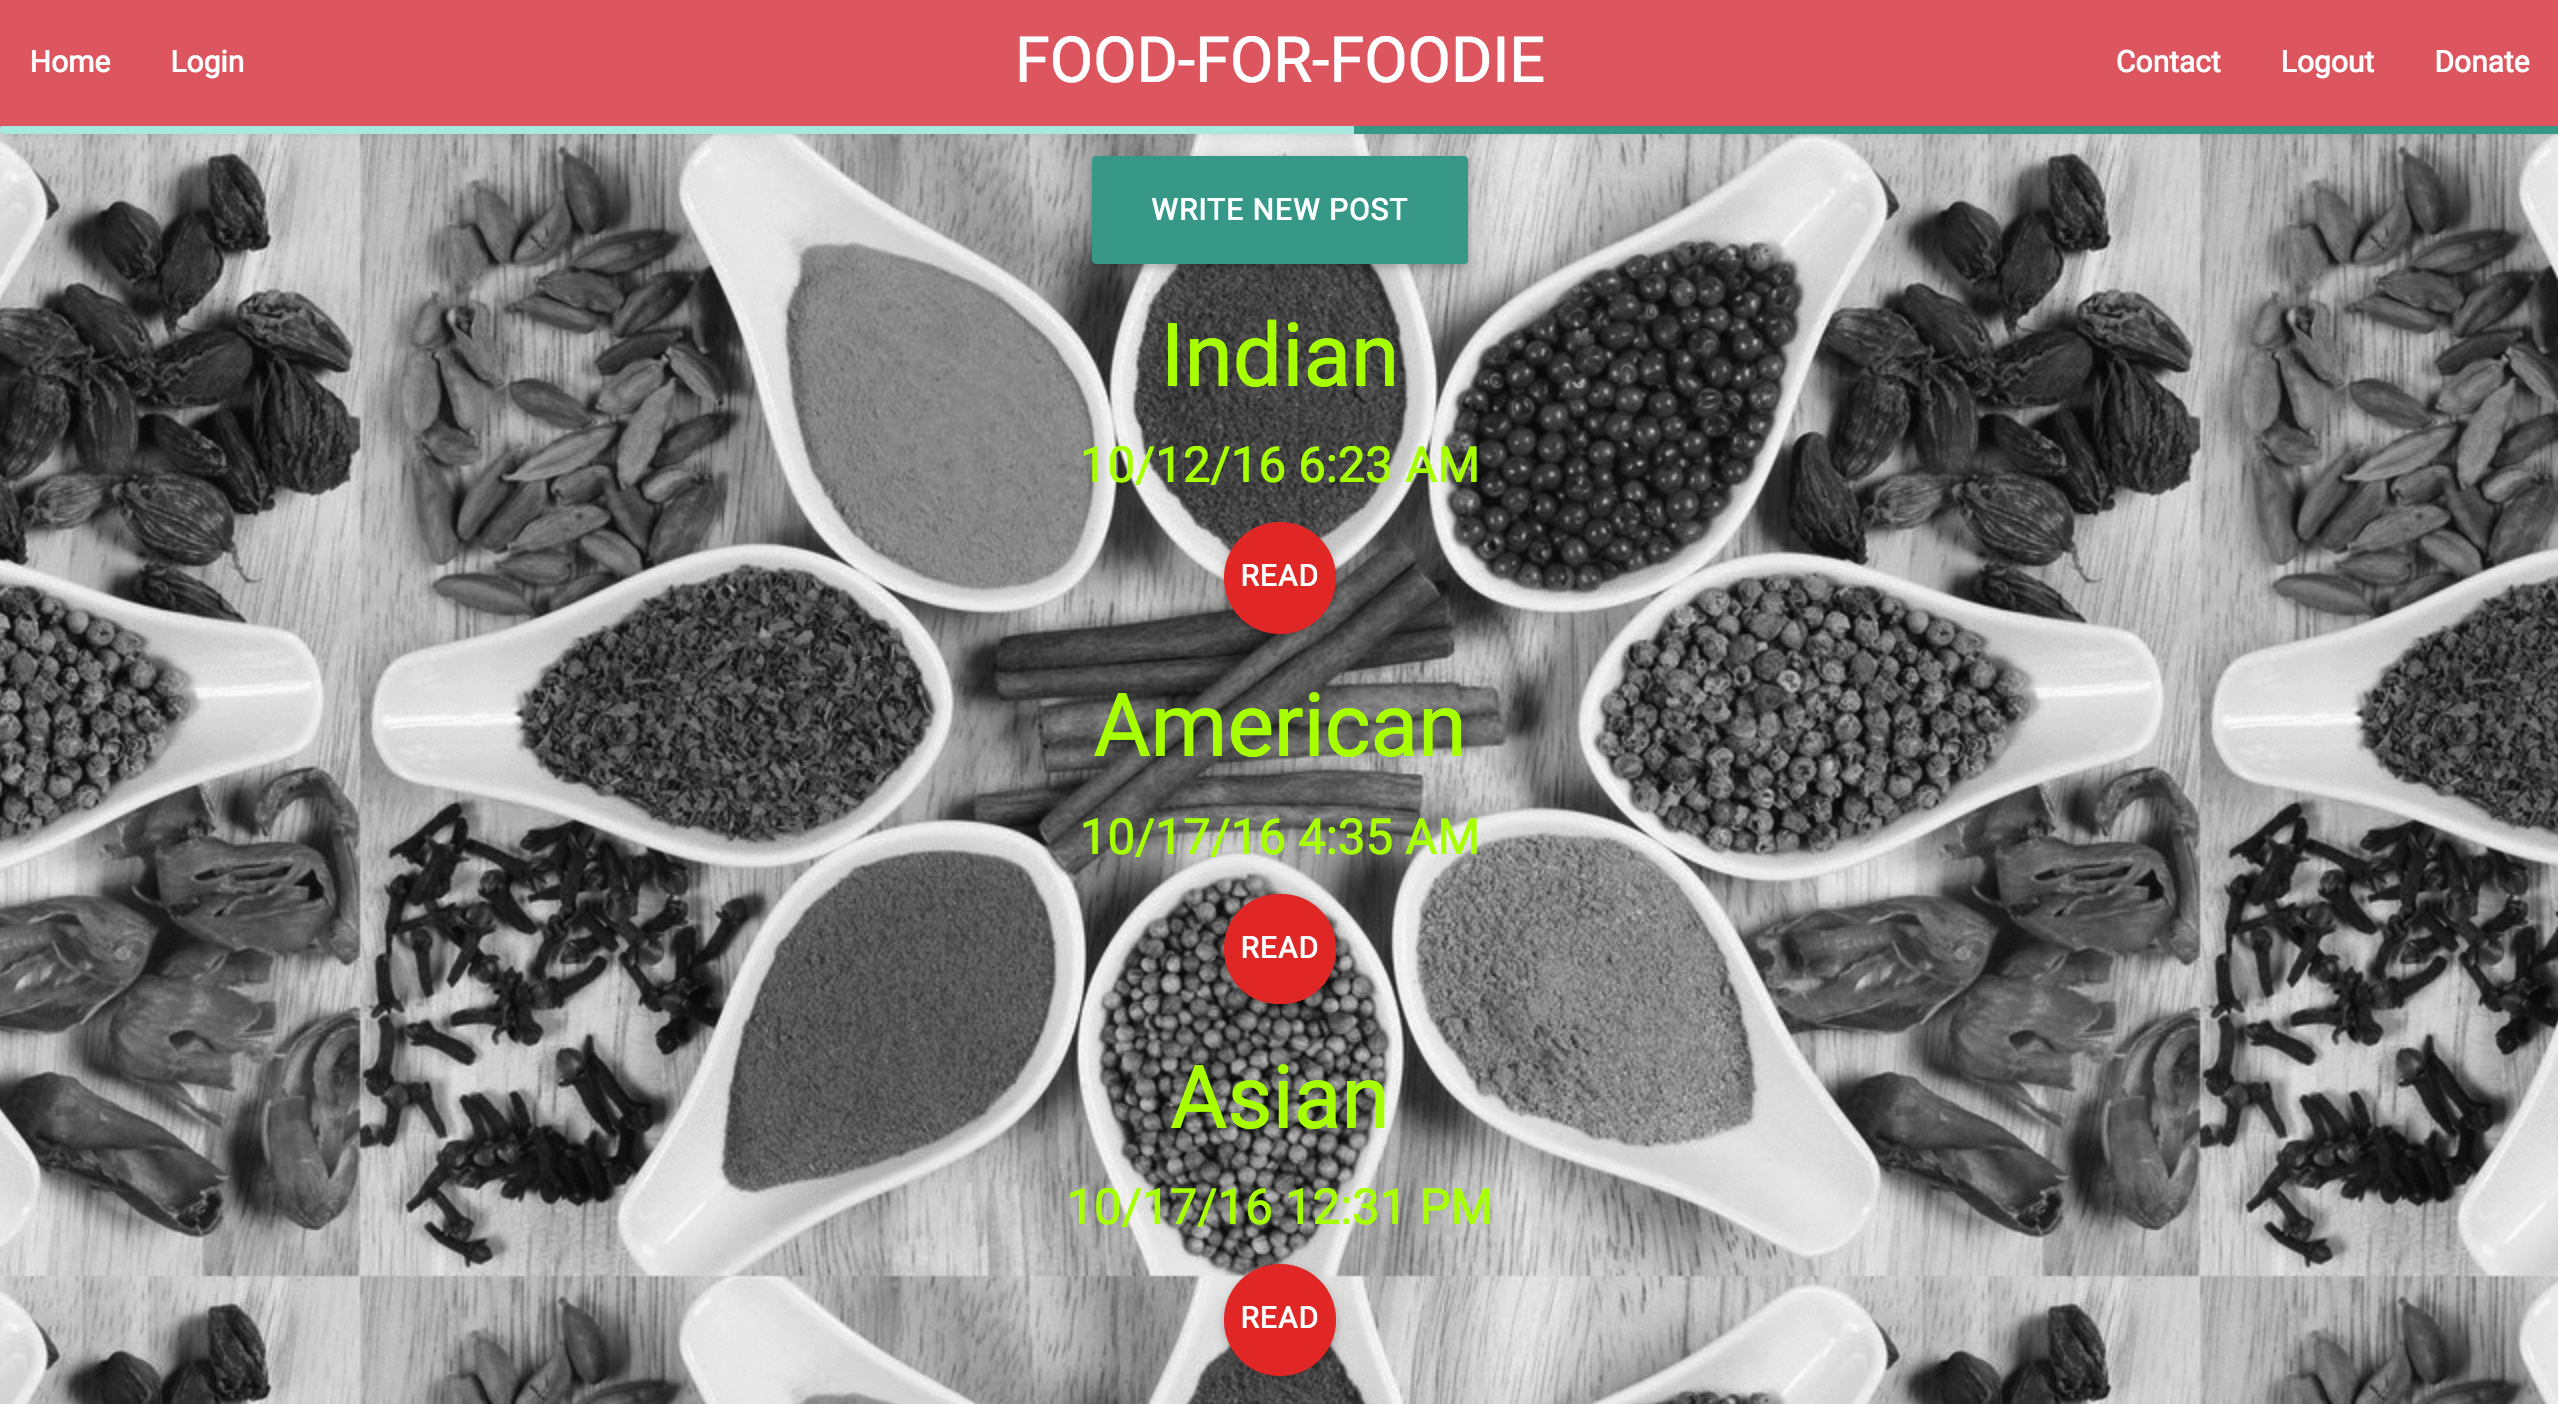 Home Login FOOD-FOR-FOODIE Contact Logout Donate
WRITE NEW POST
Indian
10/12/16 6:23 AM
READ
American
10/17/16 4:35 AM
READ
Asian
10/17/16 12:31 PM
READ